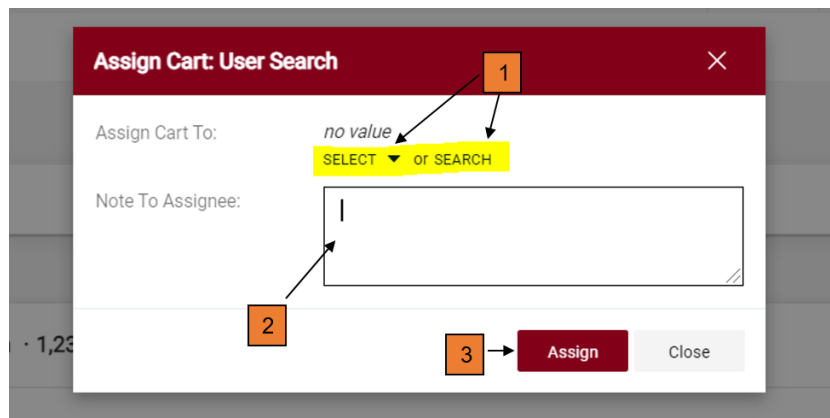 Assign Cart: User Search
1
Assign Cart To:
no value
SELECT or SEARCH
Note To Assignee:
2
· 1,23
3
Assign
Close